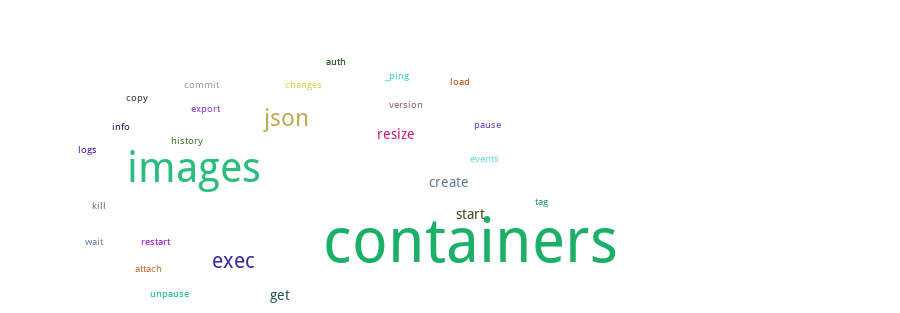 auth
_ping
load
commit
changes
copy
version
export
json
info
pause
resize
history
logs
events
images
create
tag
kill
start
wait
restart
containers
exec
attach
unpause
get